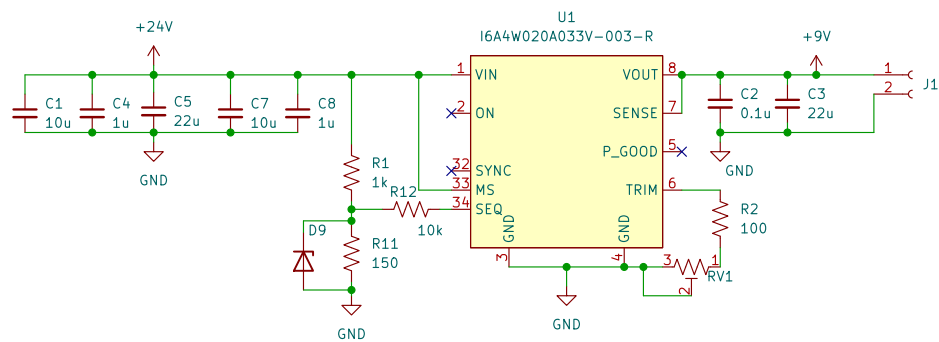 U1
I6A4W020A033V-003-R
+24V
+9V
1 VIN
VOUT 8
1
2
J1
C1
10u
C4
1u
C5
22u
C7
10u
C8
1u
2 ON
SENSE 7
C2
0.1u
C3
22u
P_GOOD 5
GND
GND
R1
1k
32 SYNC
33 MS
TRIM 6
R12
10k
34 SEQ
R2
100
GND
GND
3
4
D9
R11
150
3
1
RV1
2
GND
GND